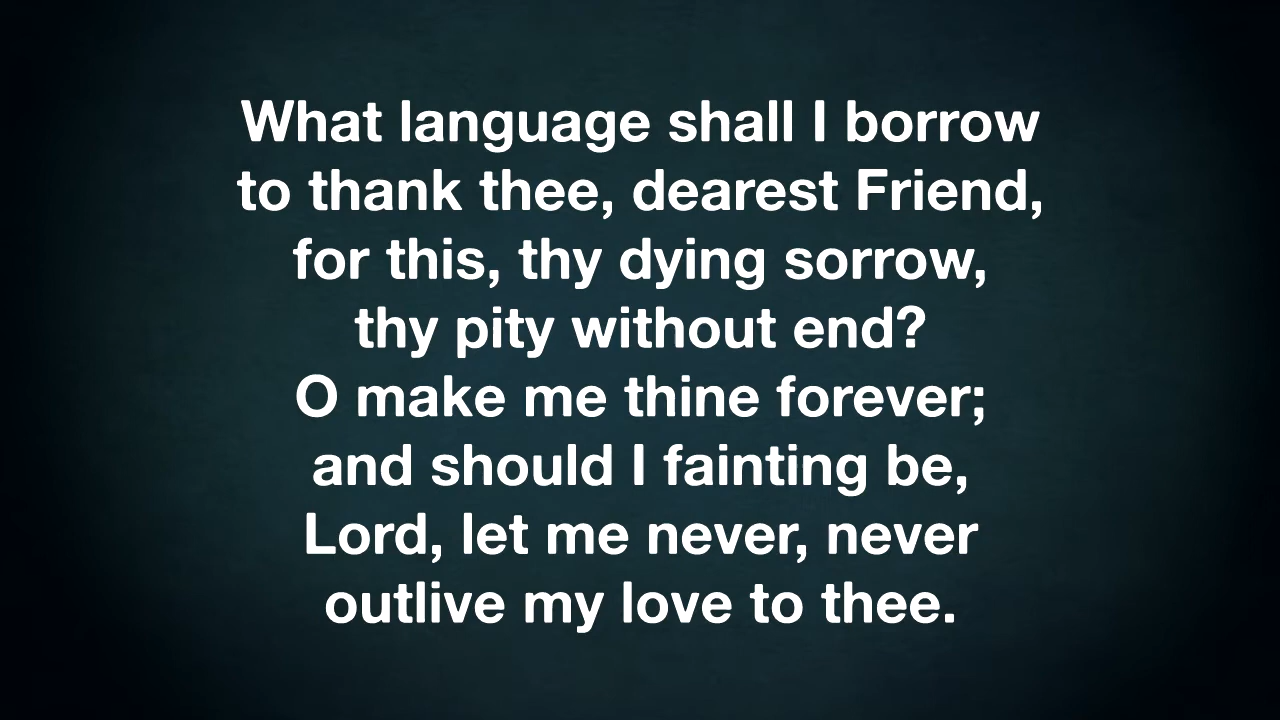 What language shall I borrow
to thank thee, dearest Friend,
for this, thy dying sorrow,
thy pity without end?
O make me thine forever;
and should I fainting be,
Lord, let me never, never
outlive my love to thee.